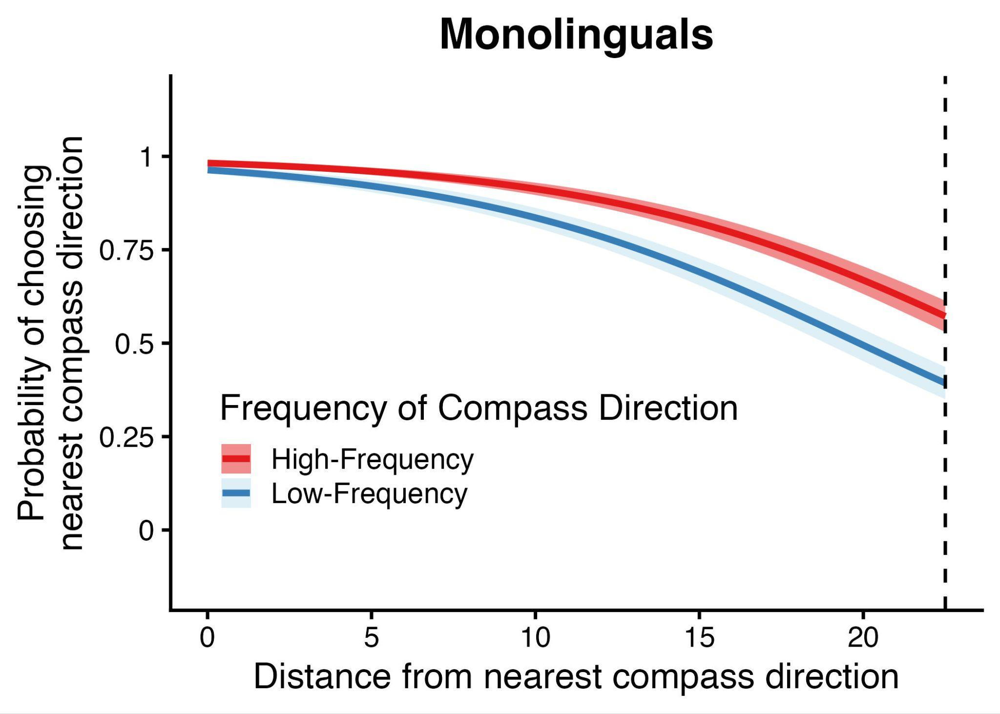 Monolinguals
Probability of choosing
nearest compass direction
1
0.75
0.5
0.25
0
Frequency of Compass Direction
High-Frequency
Low-Frequency
0 5 10 15 20
Distance from nearest compass direction